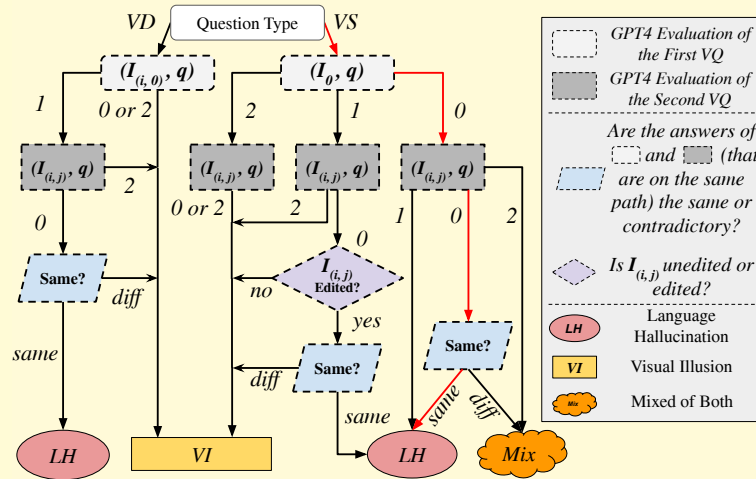 VD
Question Type
VS
(I(i, 0), q)
(I0, q)
1
0 or 2
2
1
0
(I(i,j), q)
2
(I(i,j), q)
(I(i,j), q)
(I(i,j), q)
0
0 or 2
2
0
1
0
2
Same?
diff
no
I(i, j)
Edited?
yes
same
diff
Same?
same
Same?
same
diff
LH
VI
LH
Mix
GPT4 Evaluation of
the First VQ
GPT4 Evaluation of
the Second VQ
Are the answers of
and (that
are on the same
path) the same or
contradictory?
Is I(i, j) unedited or
edited?
LH
Language
Hallucination
VI
Visual Illusion
Mix
Mixed of Both